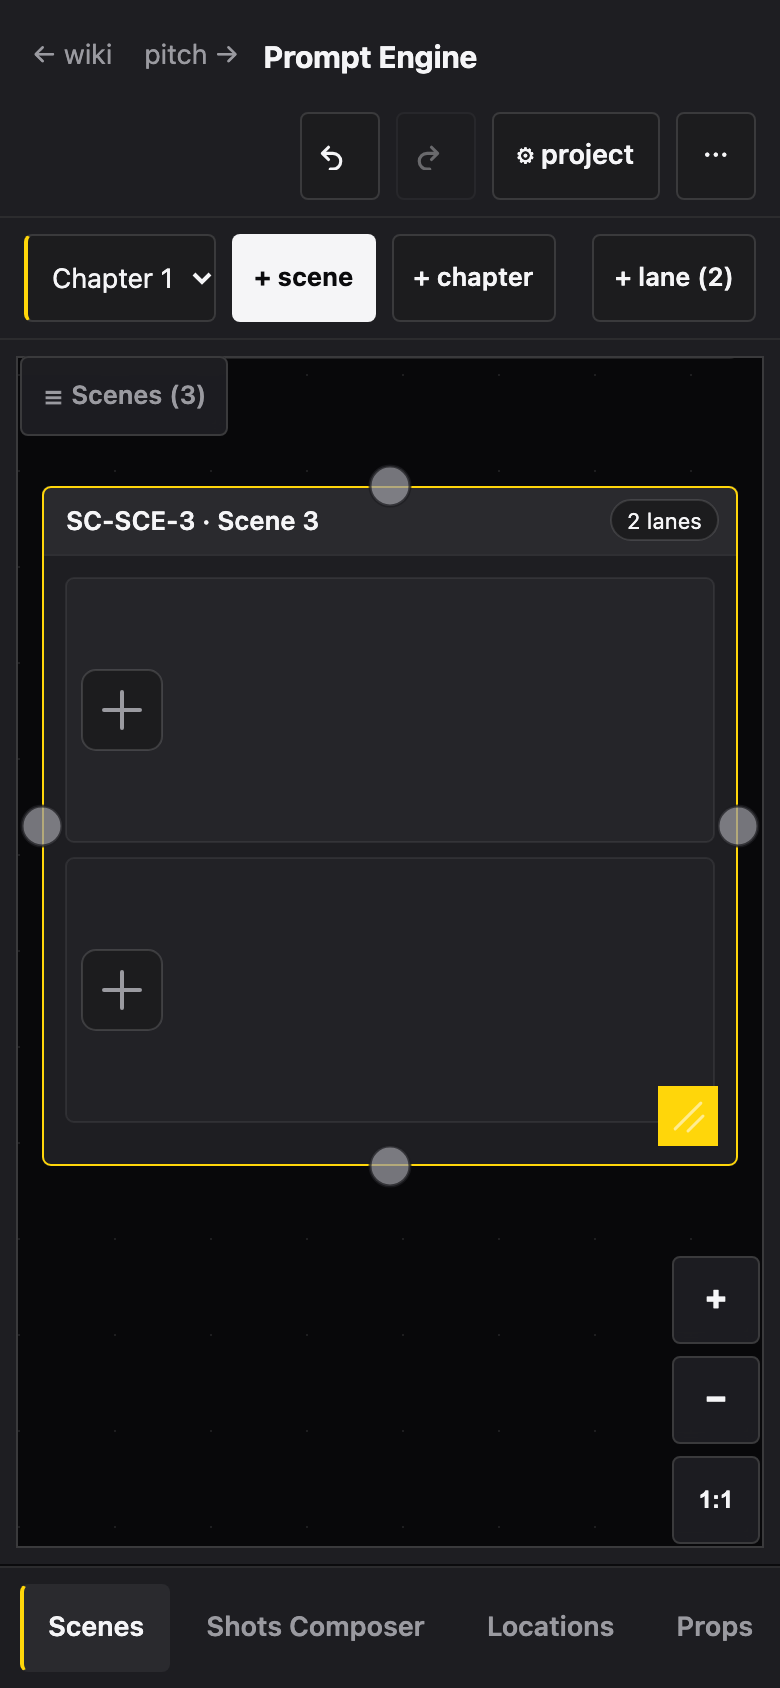 ← wiki pitch → Prompt Engine
⚙ project ...
Chapter 1 + scene + chapter + lane (2)
≡ Scenes (3)
SC-SCE-3 · Scene 3 2 lanes
+
+
+
−
1:1
Scenes Shots Composer Locations Props